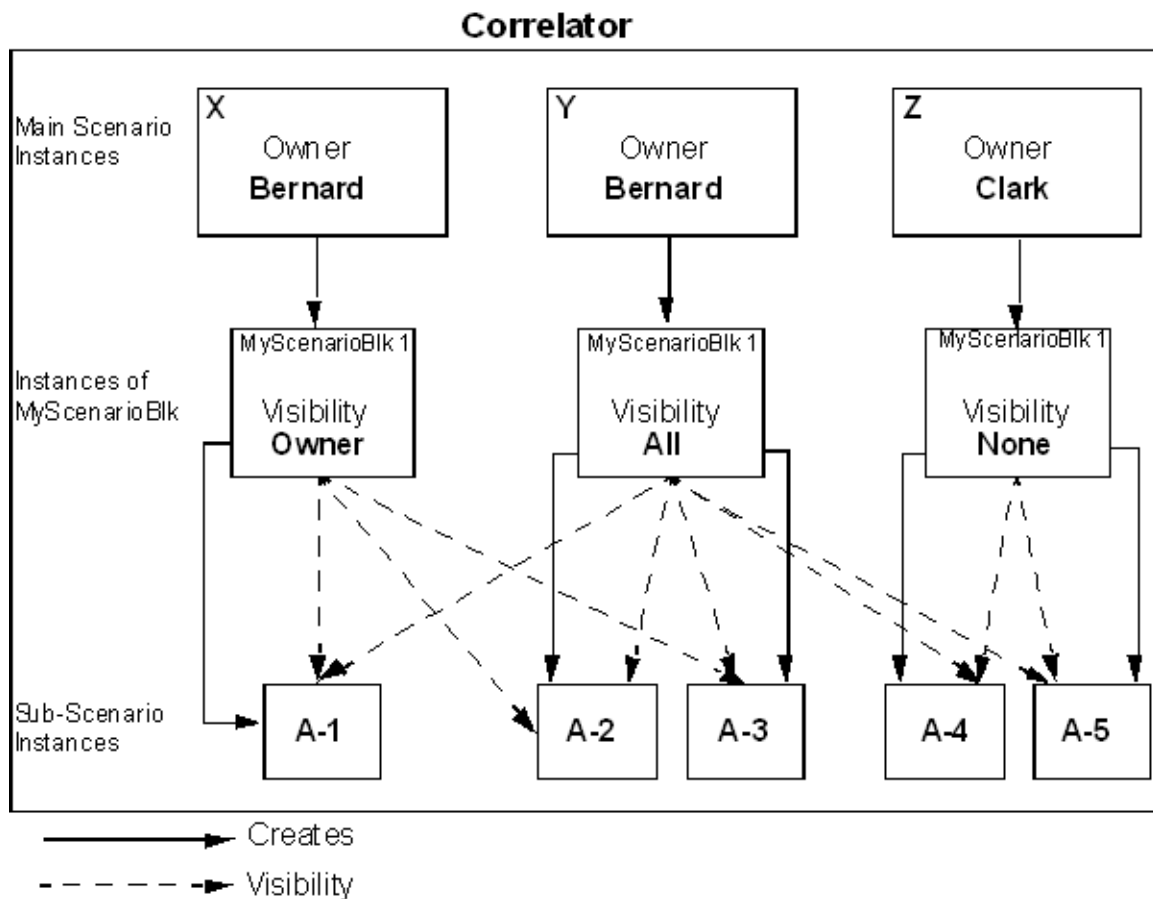 Correlator
Main Scenario
Instances
X
Owner
Bernard
Y
Owner
Bernard
Z
Owner
Clark
Instances of
MyScenarioBlk
MyScenarioBlk 1
Visibility
Owner
MyScenarioBlk 1
Visibility
All
MyScenarioBlk 1
Visibility
None
Sub-Scenario
Instances
A-1
A-2
A-3
A-4
A-5
Creates
Visibility